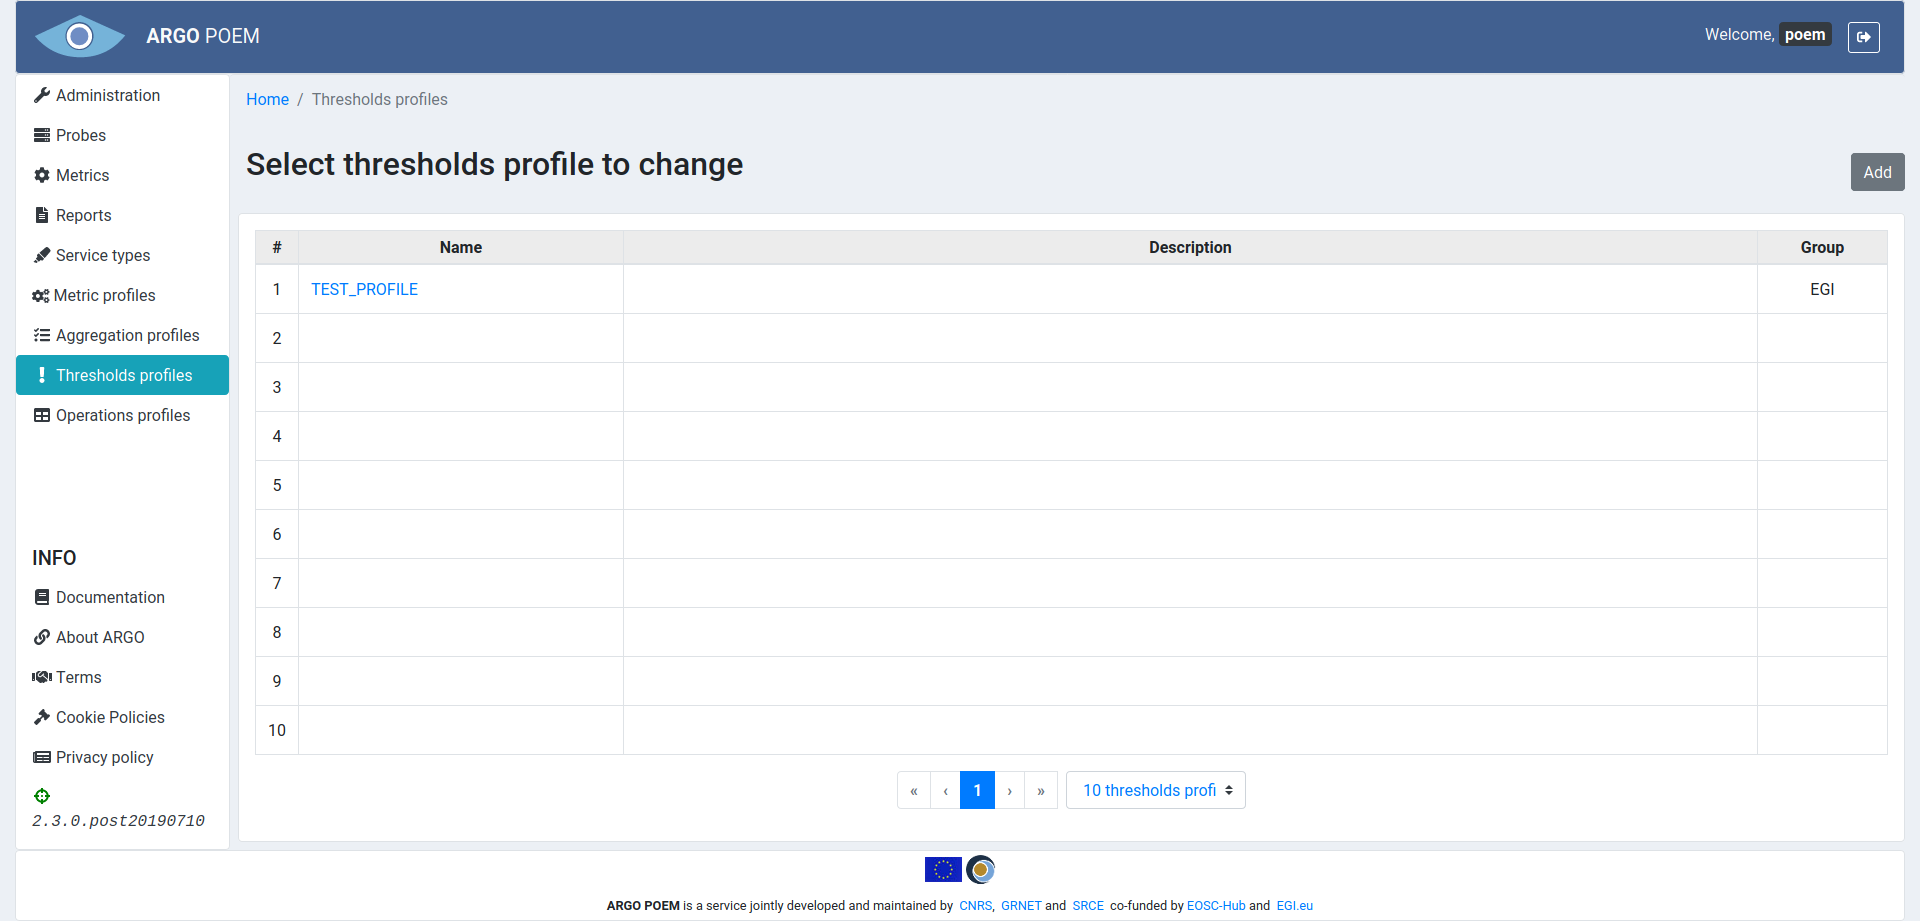 ARGO POEM
Welcome, poem
Administration
Probes
Metrics
Reports
Service types
Metric profiles
Aggregation profiles
Thresholds profiles
Operations profiles
INFO
Documentation
About ARGO
Terms
Cookie Policies
Privacy policy
2.3.0.post20190710
Home / Thresholds profiles
Select thresholds profile to change
Add
# Name Description Group
1 TEST_PROFILE EGI
2
3
4
5
6
7
8
9
10
« ‹ 1 › » 10 thresholds profi
ARGO POEM is a service jointly developed and maintained by CNRS, GRNET and SRCE co-funded by EOSC-Hub and EGI.eu